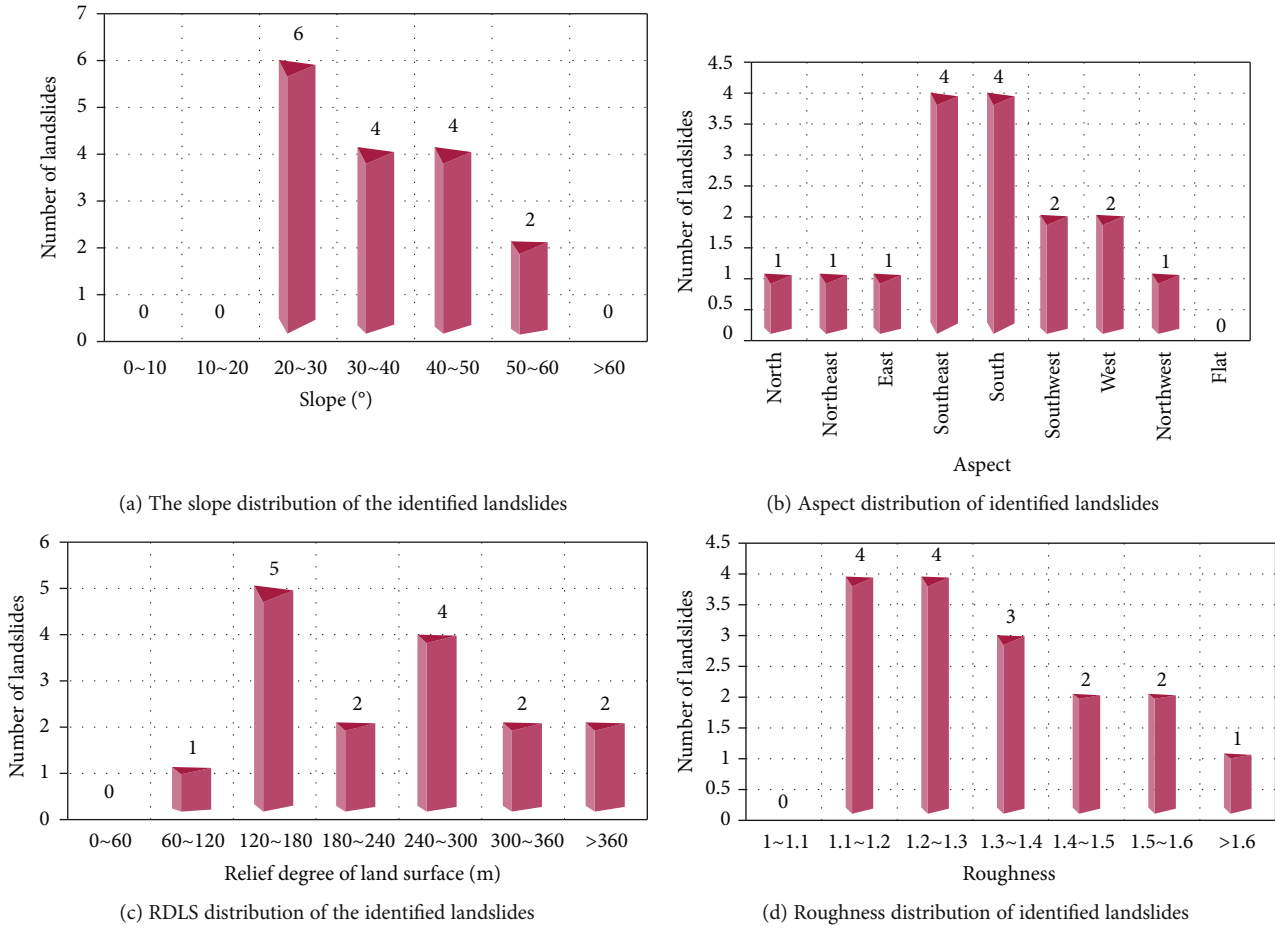 Number of landslides
7
6
5
4
3
2
1
0
0
0
6
4
4
2
0
0~10 10~20 20~30 30~40 40~50 50~60 >60
Slope (°)
(a) The slope distribution of the identified landslides
Number of landslides
4.5
4
3.5
3
2.5
2
1.5
1
0.5
0
1
1
1
4
4
2
2
1
0
North
Northeast
East
Southeast
South
Southwest
West
Northwest
Flat
Aspect
(b) Aspect distribution of identified landslides
Number of landslides
6
5
4
3
2
1
0
0
1
5
2
4
2
2
0~60 60~120 120~180 180~240 240~300 300~360 >360
Relief degree of land surface (m)
(c) RDLS distribution of the identified landslides
Number of landslides
4.5
4
3.5
3
2.5
2
1.5
1
0.5
0
0
4
4
3
2
2
1
1~1.1 1.1~1.2 1.2~1.3 1.3~1.4 1.4~1.5 1.5~1.6 >1.6
Roughness
(d) Roughness distribution of identified landslides